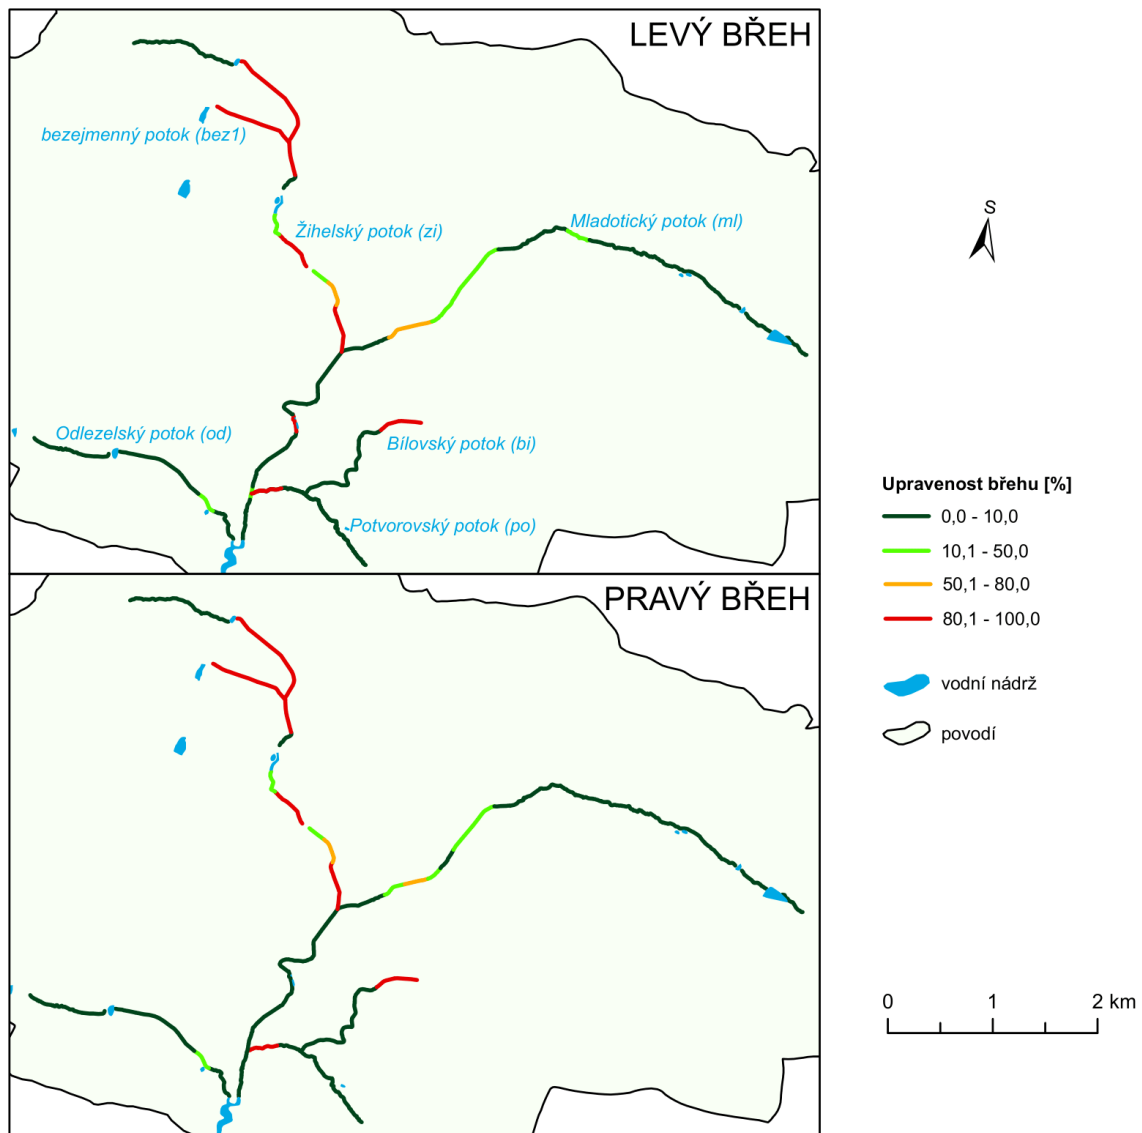 LEVÝ BŘEH
bezejmenný potok (bez1)
Žihelský potok (zi)
Mladotický potok (ml)
Odlezelský potok (od)
Bílovský potok (bi)
Potvorovský potok (po)
PRAVÝ BŘEH
S
Upravenost břehu [%]
0,0 - 10,0
10,1 - 50,0
50,1 - 80,0
80,1 - 100,0
vodní nádrž
povodí
0 1 2 km